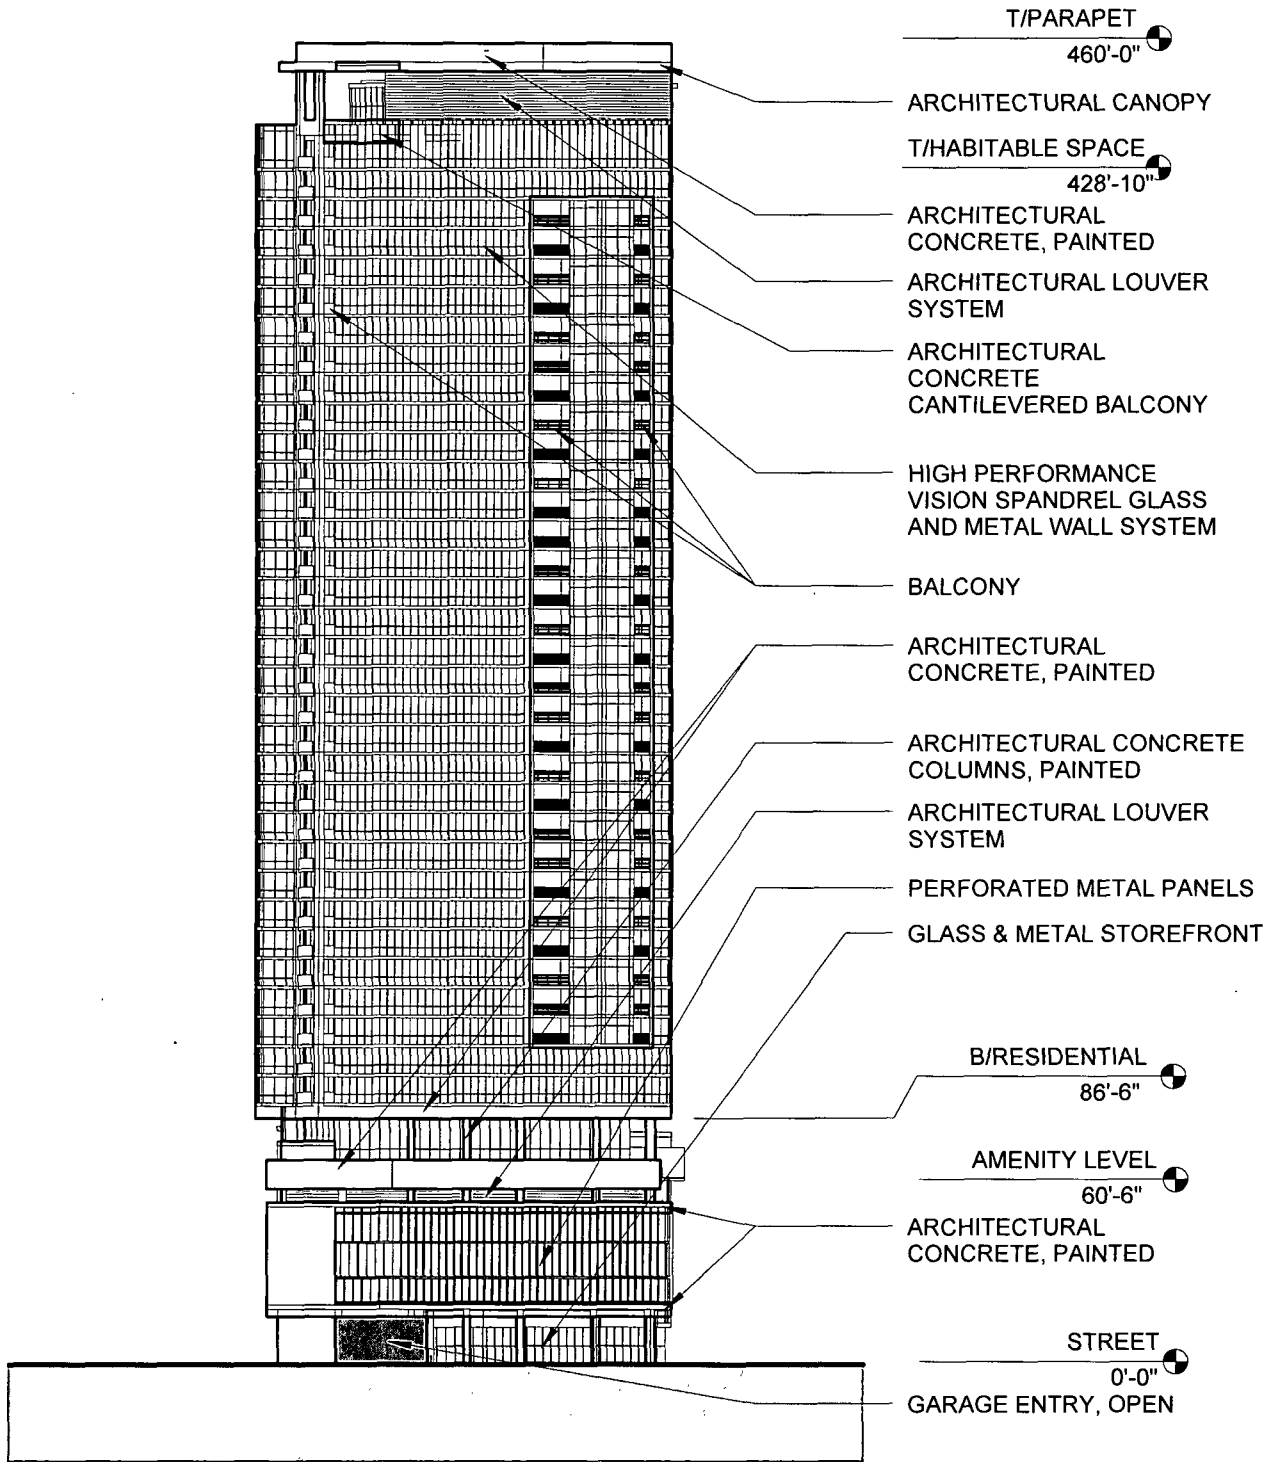 T/PARAPET
460'-0"
ARCHITECTURAL CANOPY
T/HABITABLE SPACE
428'-10"
ARCHITECTURAL
CONCRETE, PAINTED
ARCHITECTURAL LOUVER
SYSTEM
ARCHITECTURAL
CONCRETE
CANTILEVERED BALCONY
HIGH PERFORMANCE
VISION SPANDREL GLASS
AND METAL WALL SYSTEM
BALCONY
ARCHITECTURAL
CONCRETE, PAINTED
ARCHITECTURAL CONCRETE
COLUMNS, PAINTED
ARCHITECTURAL LOUVER
SYSTEM
PERFORATED METAL PANELS
GLASS & METAL STOREFRONT
B/RESIDENTIAL
86'-6"
AMENITY LEVEL
60'-6"
ARCHITECTURAL
CONCRETE, PAINTED
STREET
0'-0"
GARAGE ENTRY, OPEN